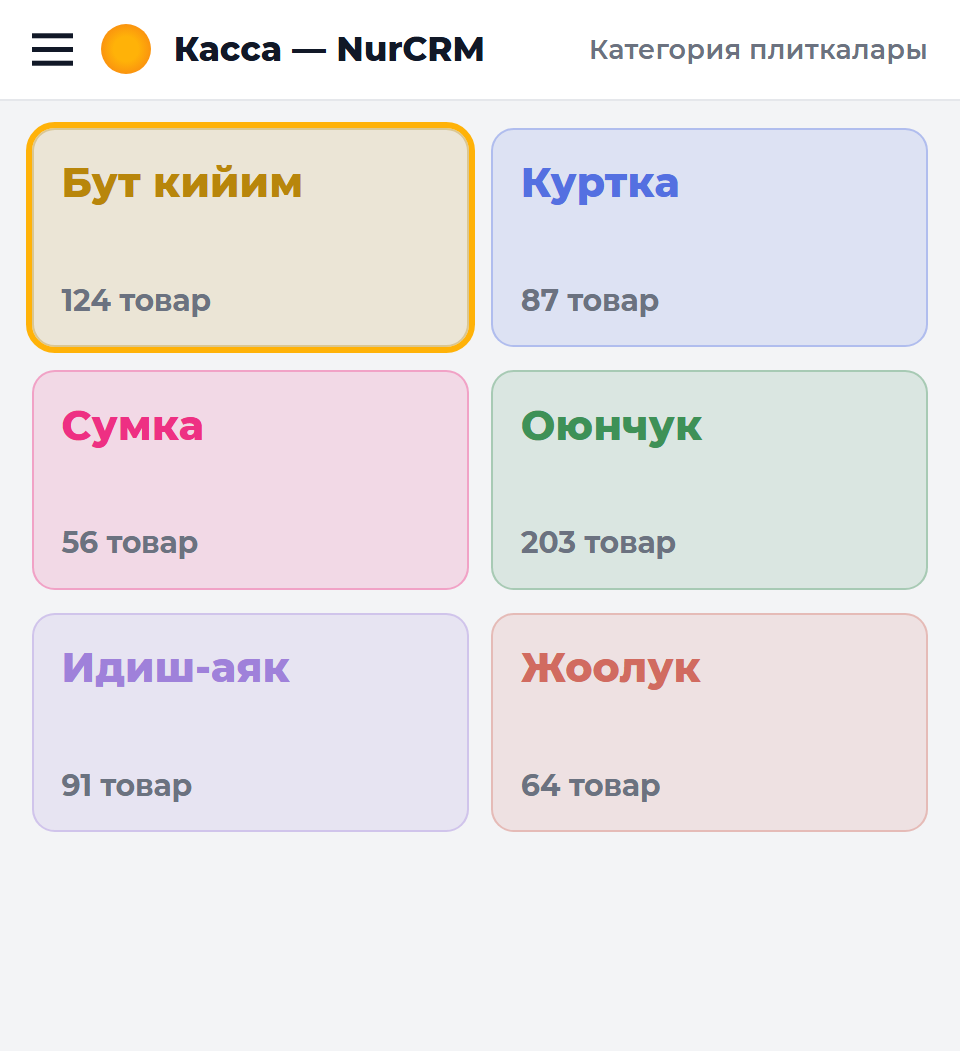 Касса — NurCRM
Категория плиткалары
Бут кийим
124 товар
Куртка
87 товар
Сумка
56 товар
Оюнчук
203 товар
Идиш-аяк
91 товар
Жоолук
64 товар